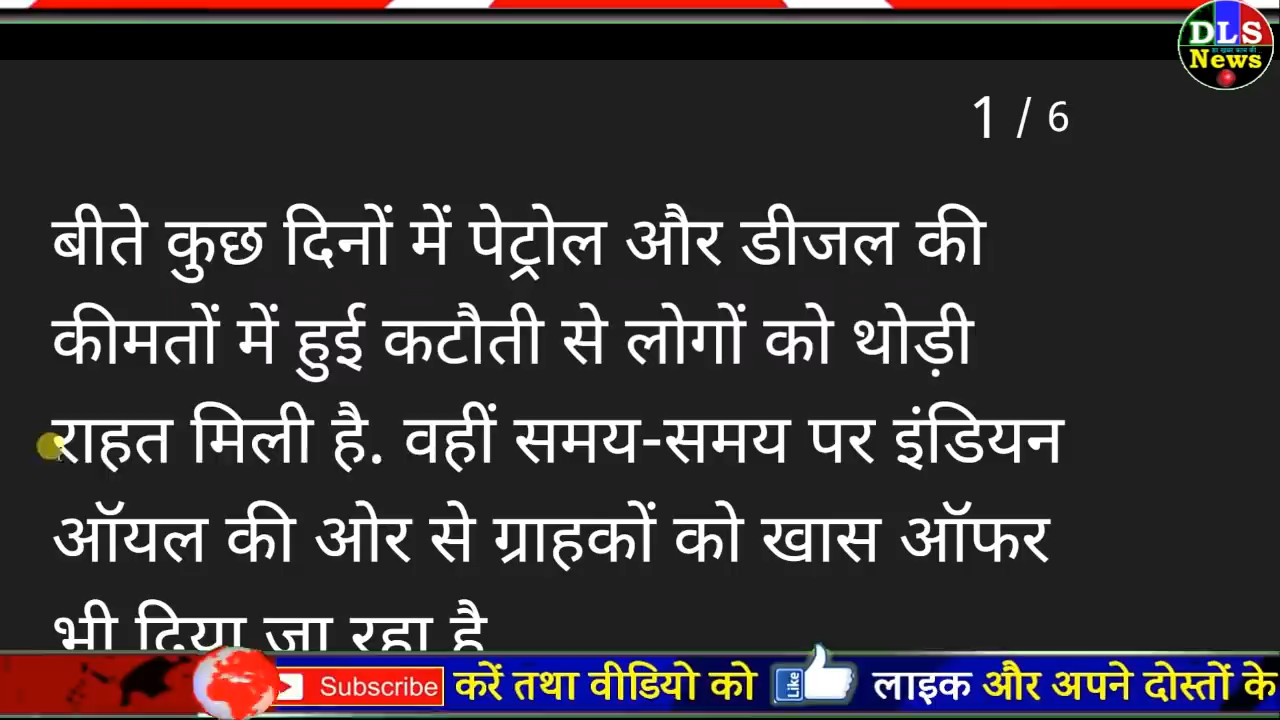 DLS
News
1 / 6
बीते कुछ दिनों में पेट्रोल और डीजल की
कीमतों में हुई कटौती से लोगों को थोड़ी
राहत मिली है. वहीं समय-समय पर इंडियन
ऑयल की ओर से ग्राहकों को खास ऑफर
भी दिया जा रहा है
Subscribe करें तथा वीडियो को Like लाइक और अपने दोस्तों के